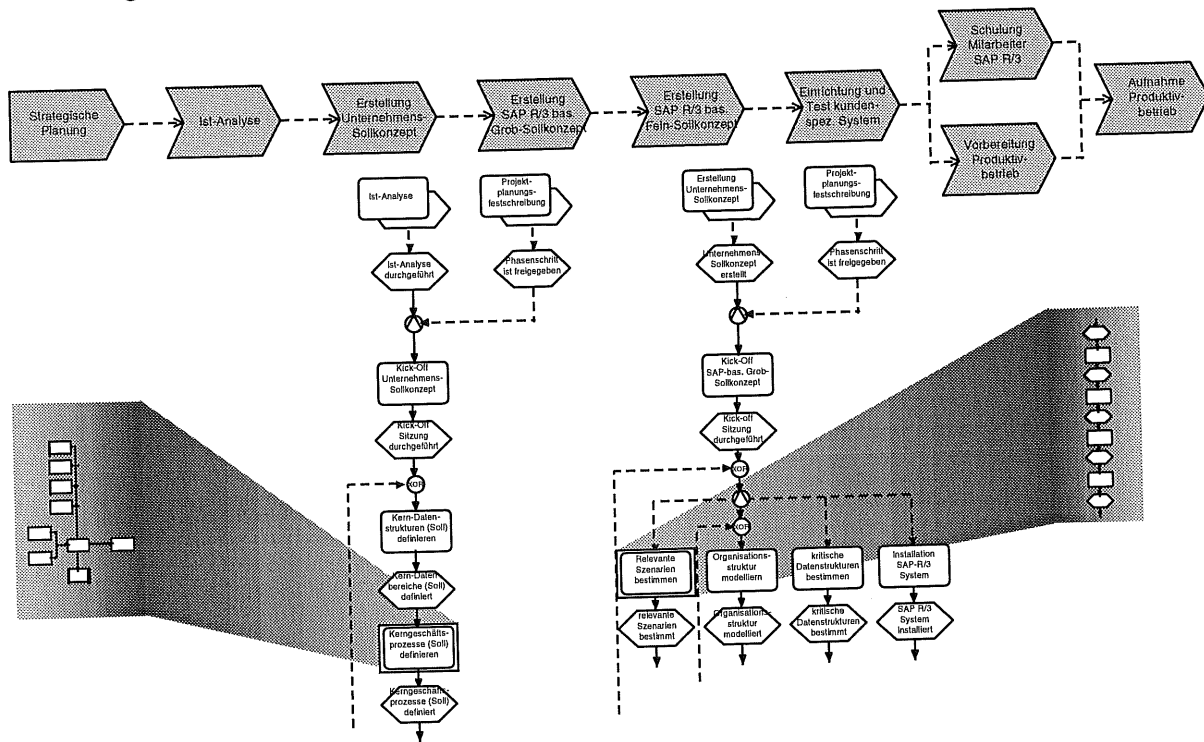 Strategische
Planung
Ist-Analyse
Erstellung
Unternehmens-
Sollkonzept
Erstellung
SAP R/3 bas.
Grob-Sollkonzept
Erstellung
SAP R/3 bas.
Fein-Sollkonzept
Einrichtung und
Test kunden-
spez. System
Schulung
Mitarbeiter
SAP R/3
Vorbereitung
Produktiv-
betrieb
Aufnahme
Produktiv-
betrieb
Ist-Analyse
Projekt-
planungs-
festschreibung
Ist-Analyse
durchgeführt
Phasenschritt
ist freigegeben
Kick-Off
Unternehmens-
Sollkonzept
Kick-Off
Sitzung
durchgeführt
XOR
Kern-Daten-
strukturen (Soll)
definieren
Kern-Daten
bereiche (Soll)
definiert
Kerngeschäfts-
prozesse (Soll)
definieren
Kerngeschäfts-
prozesse (Soll)
definiert
Erstellung
Unternehmens-
Sollkonzept
Projekt-
planungs-
festschreibung
Unternehmens
Sollkonzept
erstellt
Phasenschritt
ist freigegeben
Kick-Off
SAP-bas. Grob-
Sollkonzept
Kick-off
Sitzung
durchgeführt
XOR
XOR
Relevante
Szenarien
bestimmen
Organisations-
struktur
modelliern
kritische
Datenstrukturen
bestimmen
Installation
SAP-R/3
System
relevante
Szenarien
bestimmt
Organisations-
struktur
modelliert
kritische
Datenstrukturen
bestimmt
SAP R/3
System
installiert